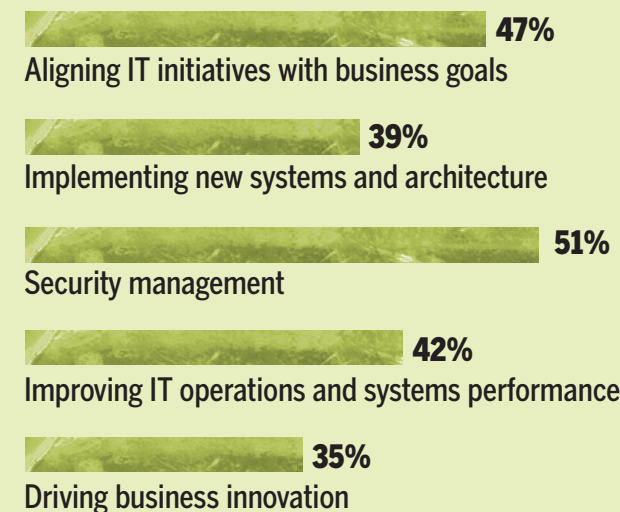 47%
Aligning IT initiatives with business goals
39%
Implementing new systems and architecture
51%
Security management
42%
Improving IT operations and systems performance
35%
Driving business innovation